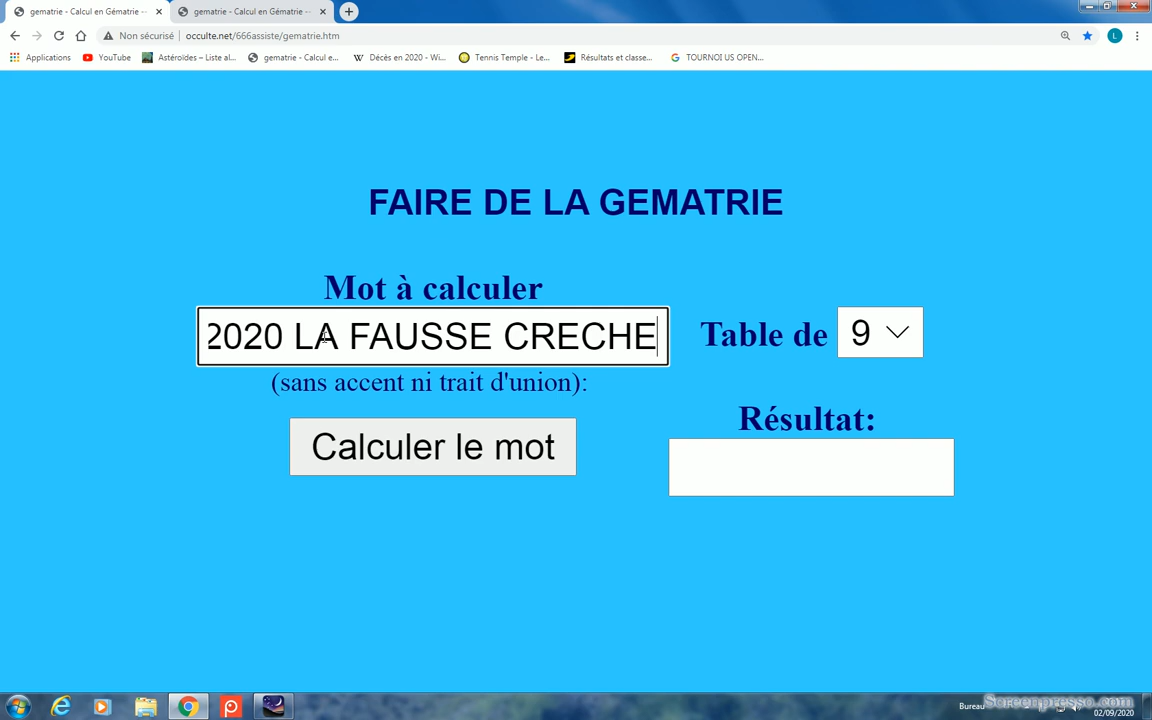 gematrie - Calcul en Gématrie --
gematrie - Calcul en Gématrie --
Non sécurisé
occulte.net/666assiste/gematrie.htm
L
Applications
YouTube
Astéroïdes – Liste al...
gematrie - Calcul e...
Décès en 2020 - Wi...
Tennis Temple - Le...
Résultats et classe...
TOURNOI US OPEN...
FAIRE DE LA GEMATRIE
Mot à calculer
2020 LA FAUSSE CRECHE
Table de 9
(sans accent ni trait d'union):
Résultat:
Calculer le mot
Screenpresso.com
Bureau
02/09/2020